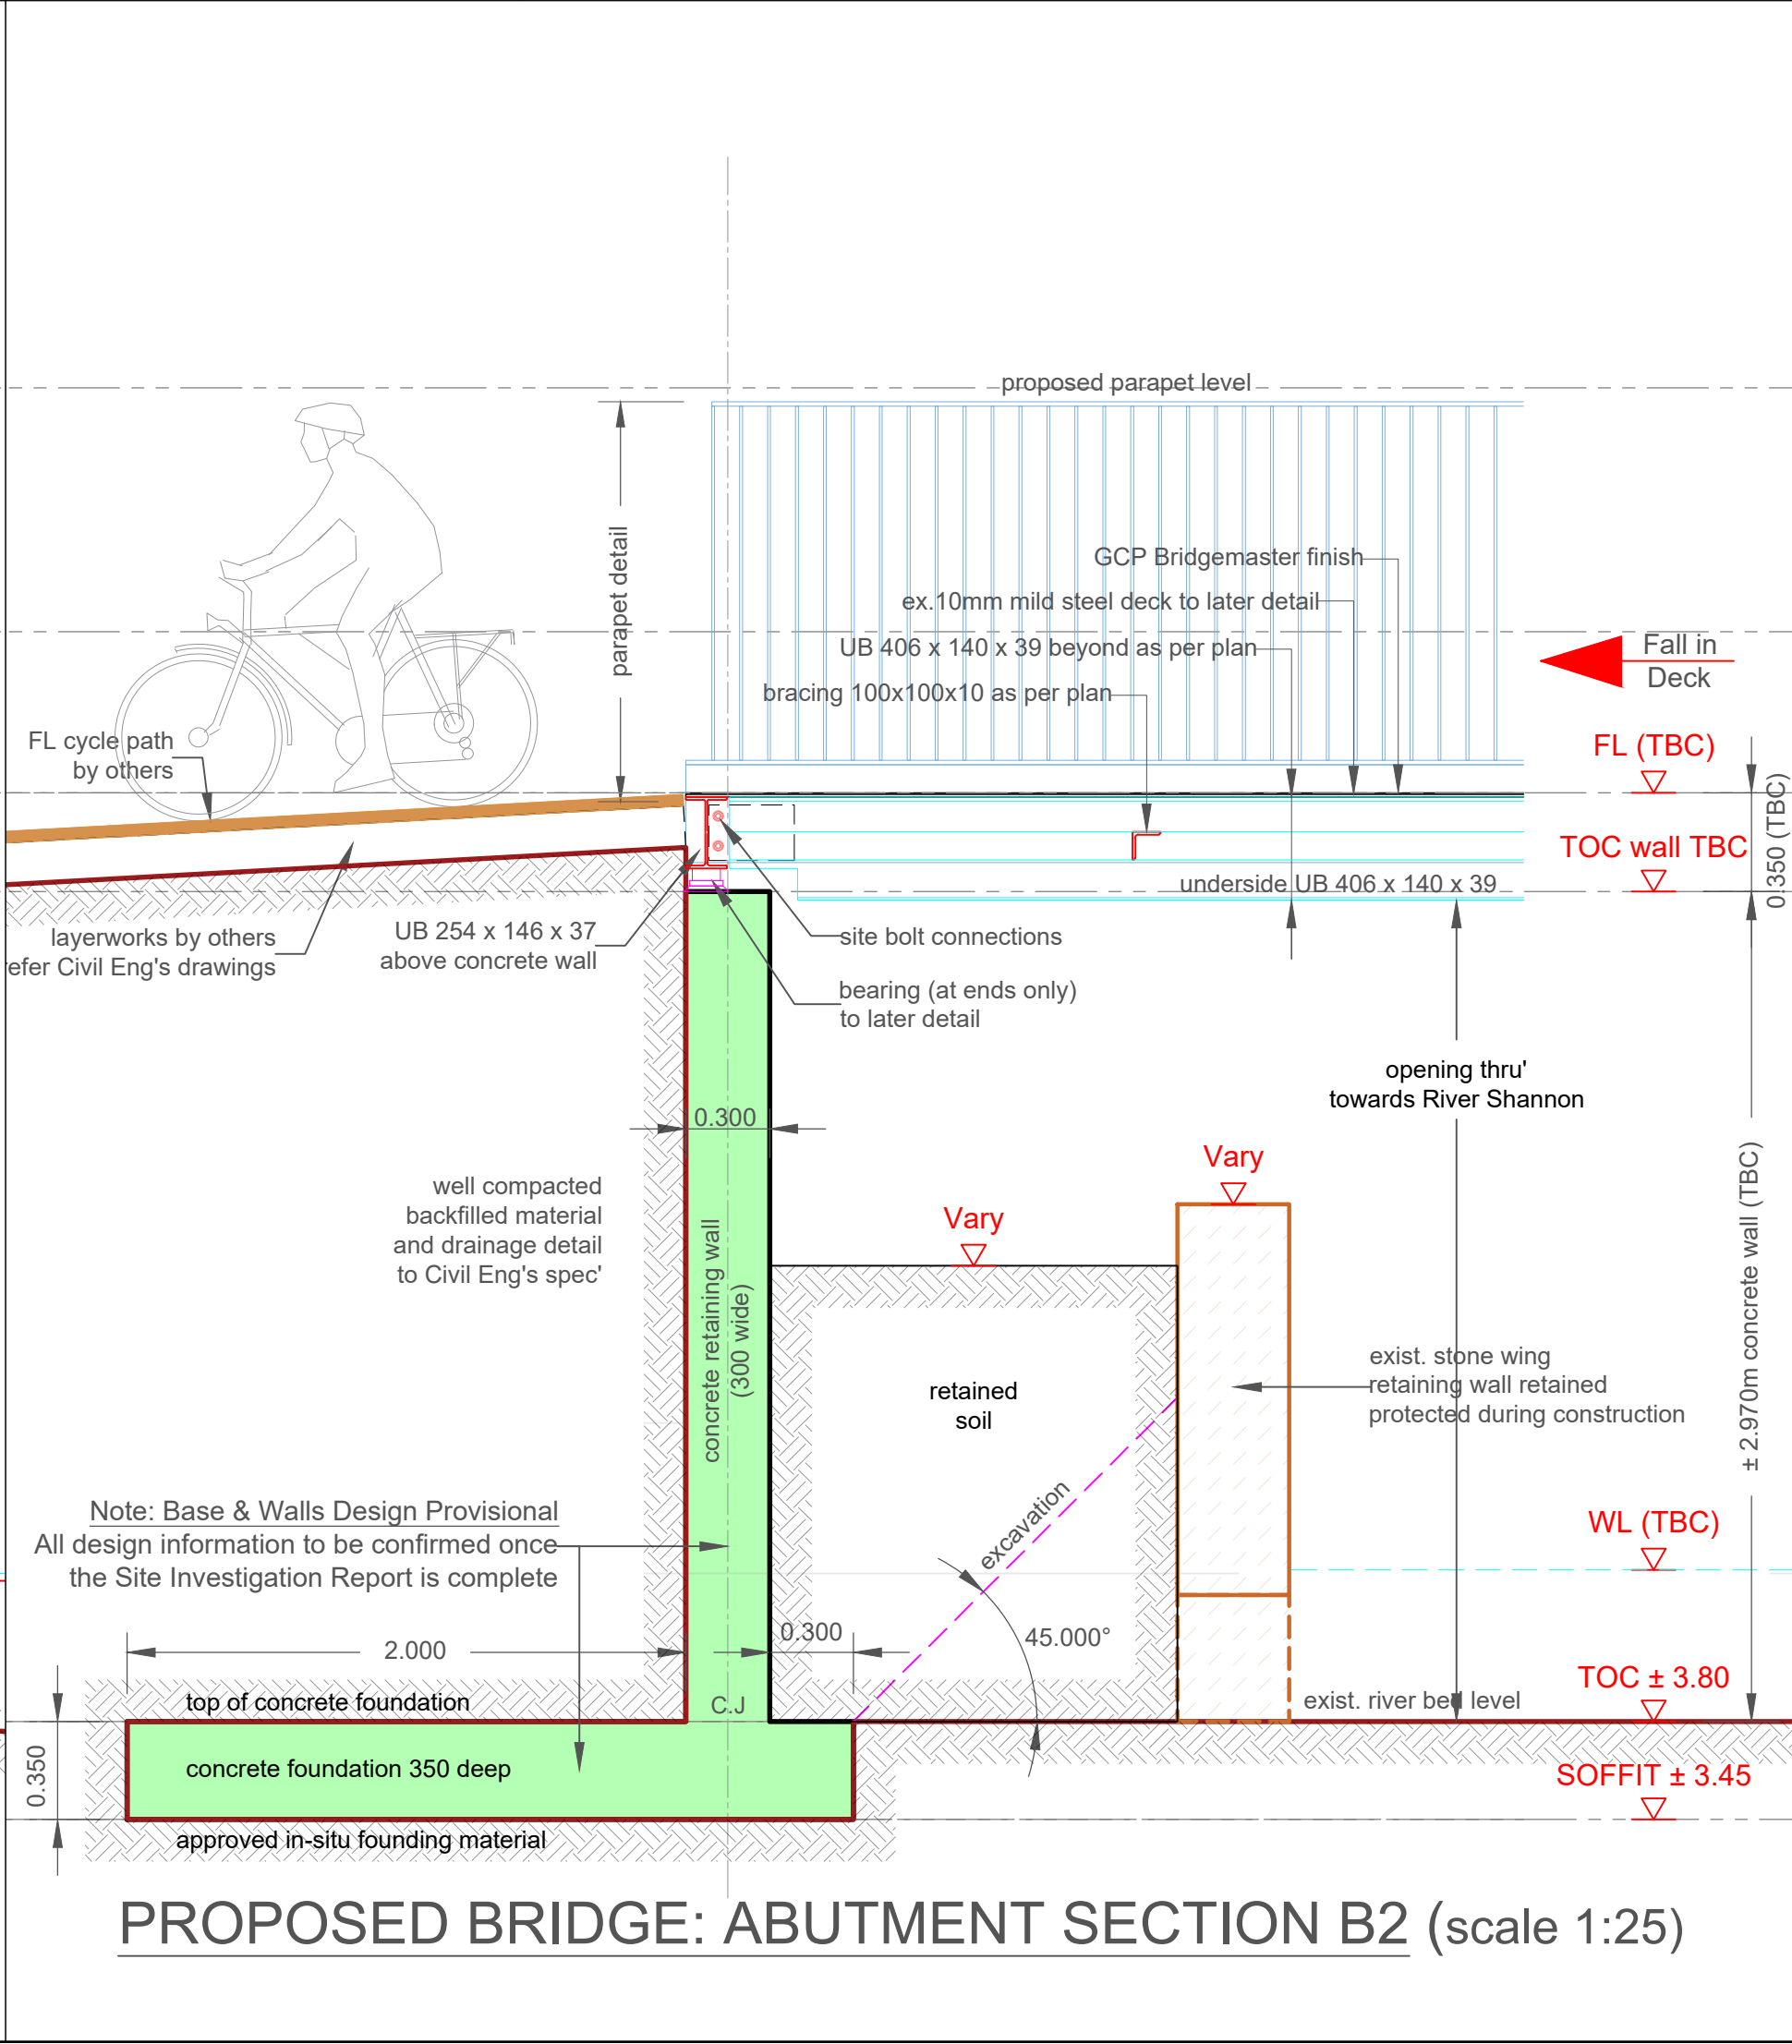 proposed parapet level
parapet detail
GCP Bridgemaster finish
ex.10mm mild steel deck to later detail
UB 406 x 140 x 39 beyond as per plan
bracing 100x100x10 as per plan
Fall in
Deck
FL cycle path
by others
FL (TBC)
0.350 (TBC)
TOC wall TBC
underside UB 406 x 140 x 39
layerworks by others
efer Civil Eng's drawings
UB 254 x 146 x 37
above concrete wall
site bolt connections
bearing (at ends only)
to later detail
opening thru'
towards River Shannon
0.300
well compacted
backfilled material
and drainage detail
to Civil Eng's spec'
concrete retaining wall
(300 wide)
Vary
Vary
± 2.970m concrete wall (TBC)
retained
soil
exist. stone wing
retaining wall retained
protected during construction
Note: Base & Walls Design Provisional
All design information to be confirmed once
the Site Investigation Report is complete
excavation
WL (TBC)
2.000
0.300
45.000°
top of concrete foundation
C.J
exist. river bed level
TOC ± 3.80
0.350
concrete foundation 350 deep
SOFFIT ± 3.45
approved in-situ founding material
PROPOSED BRIDGE: ABUTMENT SECTION B2 (scale 1:25)